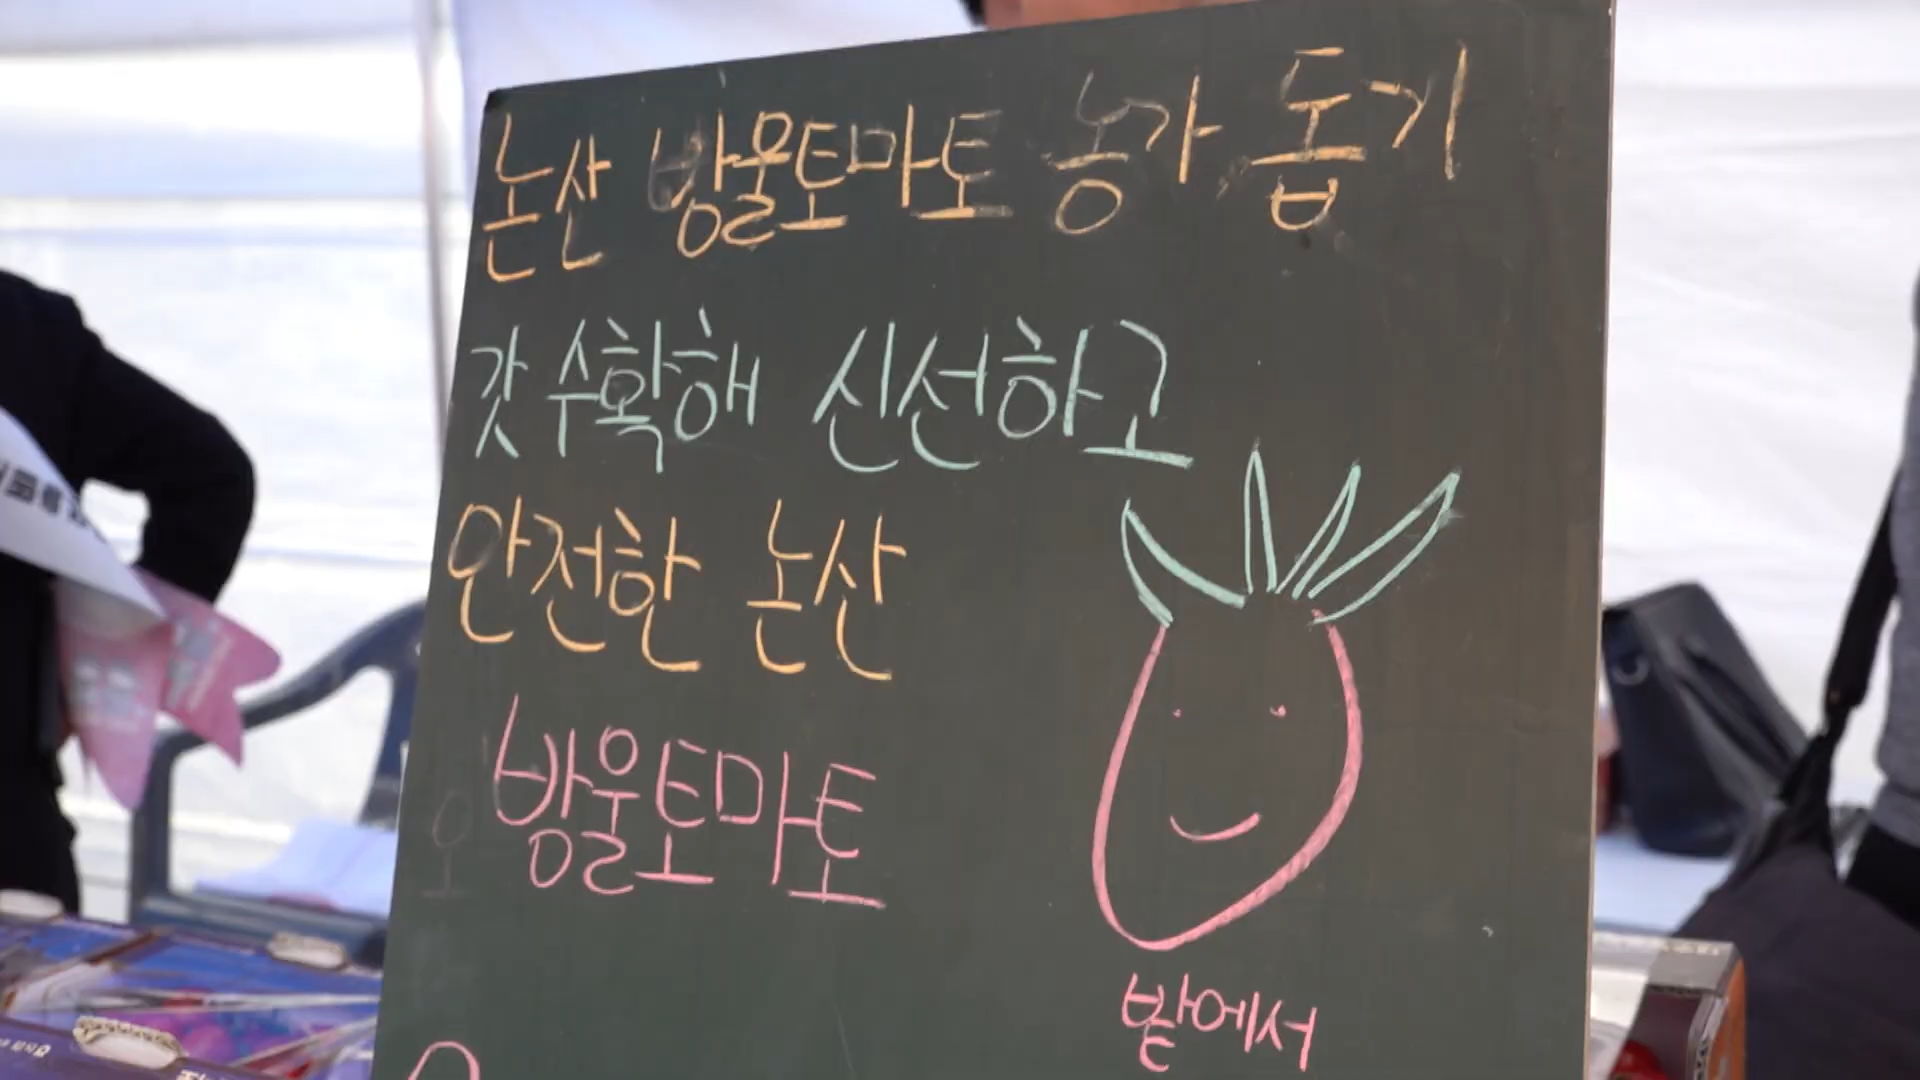 논산 방울토마토 농가 돕기
갓 수확해 신선하고
안전한 논산
방울토마토
밭에서